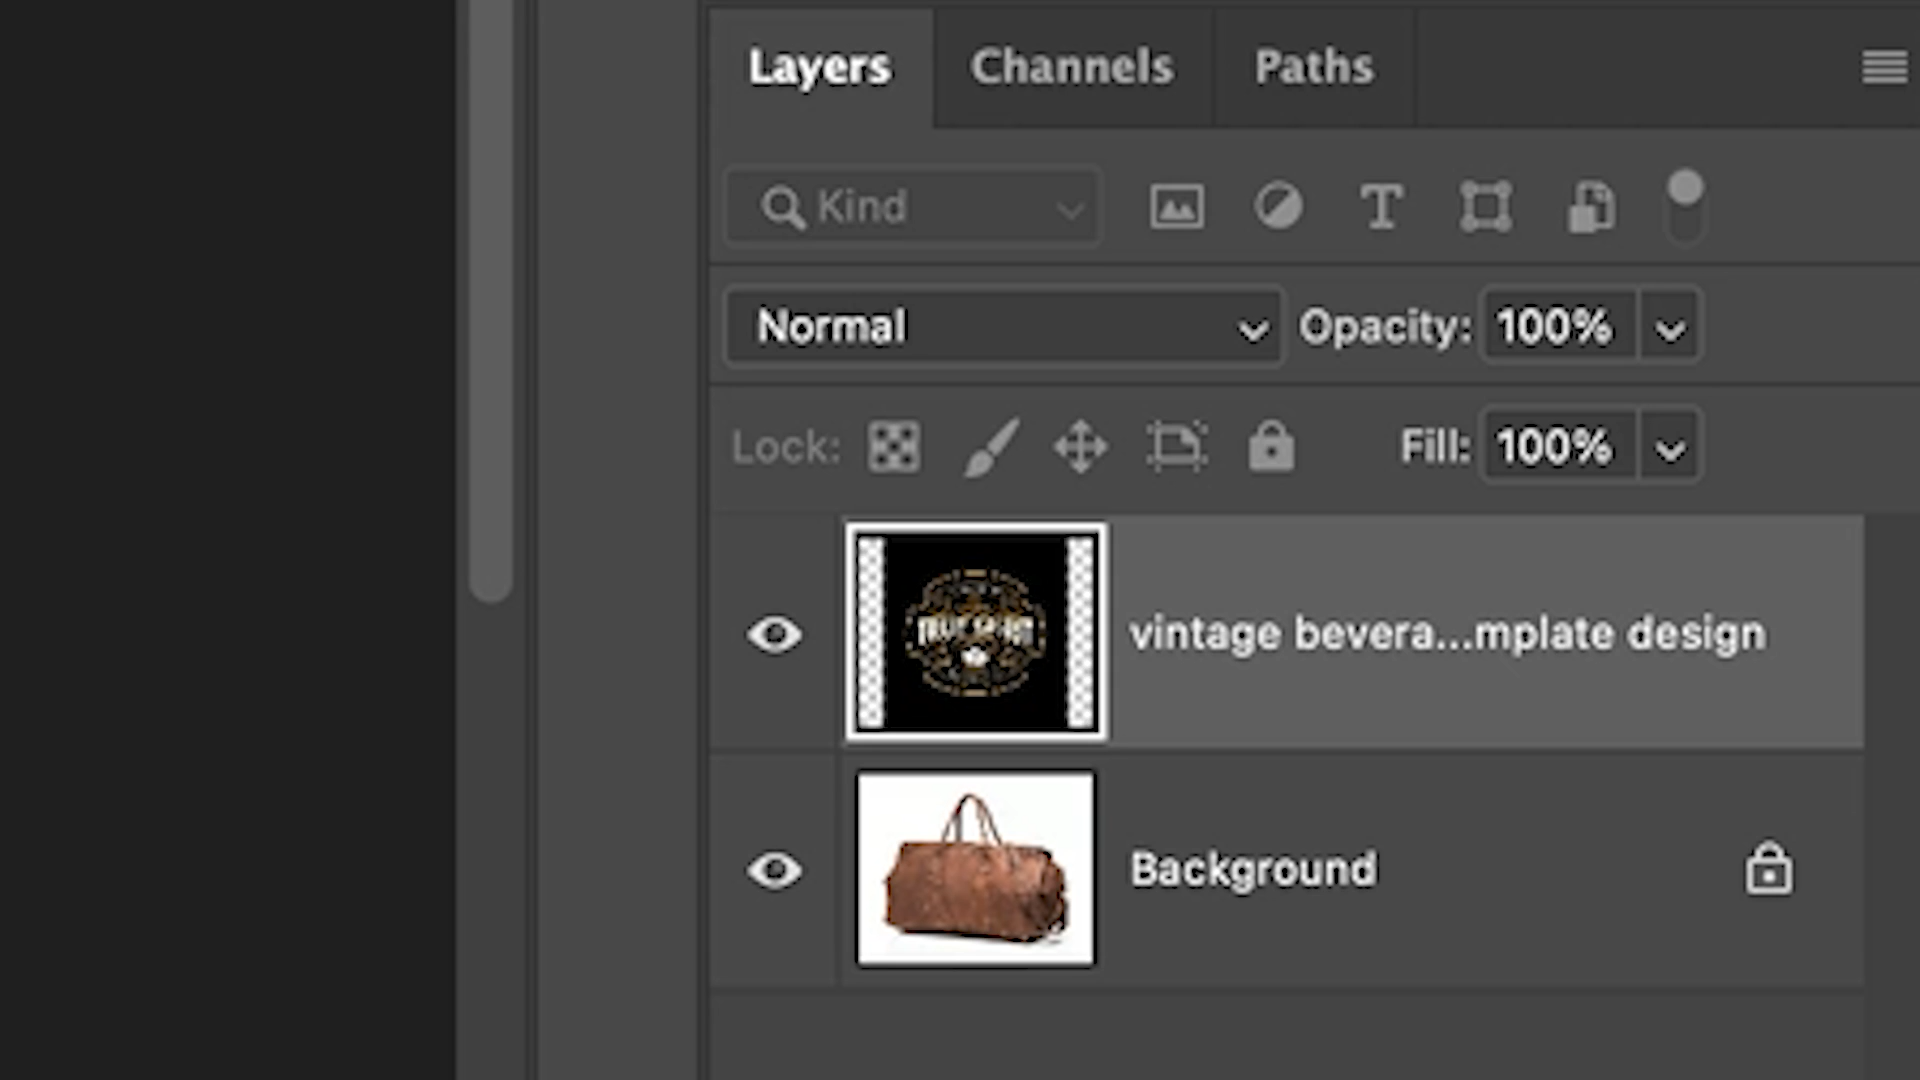 Layers Channels Paths
Kind
Normal Opacity: 100%
Lock: Fill: 100%
vintage bevera...mplate design
Background